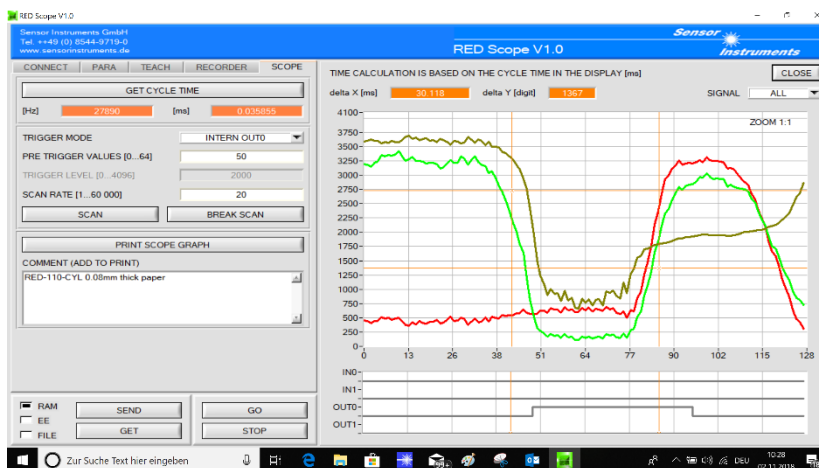 RED Scope V1.0
Sensor Instruments GmbH
Tel. ++49 (0) 8544-9719-0
www.sensorinstruments.de
RED Scope V1.0
Sensor
Instruments
CONNECT PARA TEACH RECORDER SCOPE
GET CYCLE TIME
[Hz] 27890 [ms] 0.035855
TRIGGER MODE INTERN OUT0
PRE TRIGGER VALUES [0...64] 50
TRIGGER LEVEL [0...4096] 2000
SCAN RATE [1...60 000] 20
SCAN BREAK SCAN
PRINT SCOPE GRAPH
COMMENT (ADD TO PRINT)
RED-110-CYL 0.08mm thick paper
RAM
EE
FILE
SEND GO
GET STOP
TIME CALCULATION IS BASED ON THE CYCLE TIME IN THE DISPLAY [ms]
CLOSE
delta X [ms] 30.118 delta Y [digit] 1367 SIGNAL ALL
ZOOM 1:1
4100
3750
3500
3250
3000
2750
2500
2250
2000
1750
1500
1250
1000
750
500
250
0
0 13 26 38 51 64 77 90 102 115 128
IN0
IN1
OUT0
OUT1
Zur Suche Text hier eingeben
99+
DEU
10:28
02.11.2018